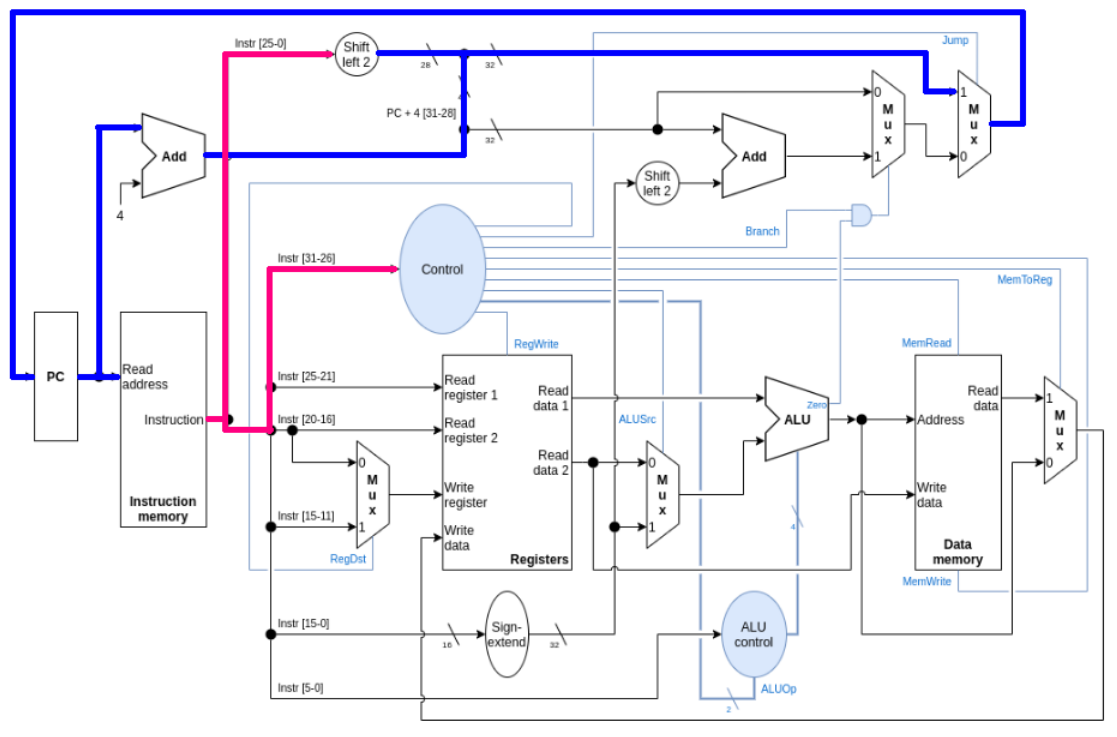 Instr [25-0]
Shift
left 2
28
32
Jump
PC + 4 [31-28]
32
0
M
u
x
1
1
M
u
x
0
Add
4
Add
Shift
left 2
Branch
Instr [31-26]
Control
MemToReg
PC
Read
address
Instruction
Instruction
memory
RegWrite
MemRead
Instr [25-21]
Read
register 1
Instr [20-16]
Read
register 2
Read
data 1
Read
data 2
ALUSrc
Zero
ALU
Address
Read
data
1
M
u
x
0
0
M
u
x
1
Write
register
Write
data
Registers
0
M
u
x
1
Instr [15-11]
RegDst
4
Write
data
Data
memory
MemWrite
Instr [15-0]
16
Sign-
extend
32
ALU
control
Instr [5-0]
2
ALUOp